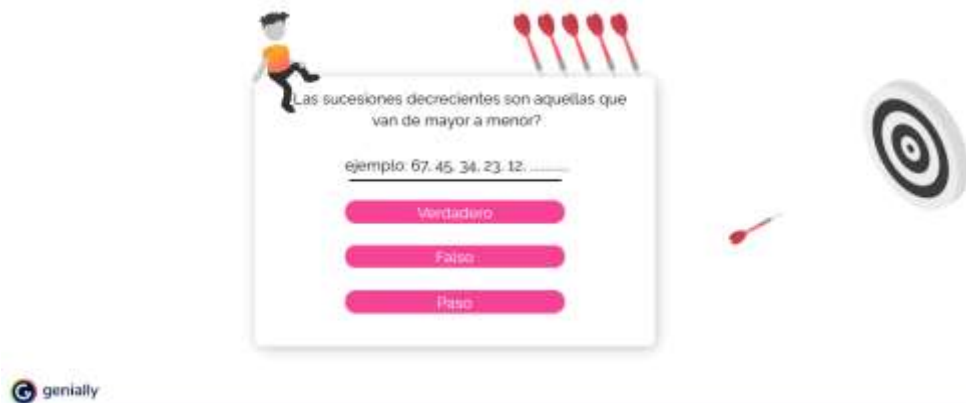 Las sucesiones decrecientes son aquellas que
van de mayor a menor?
ejemplo: 67, 45, 34, 23, 12, ..........
Verdadero
Falso
Paso
genially